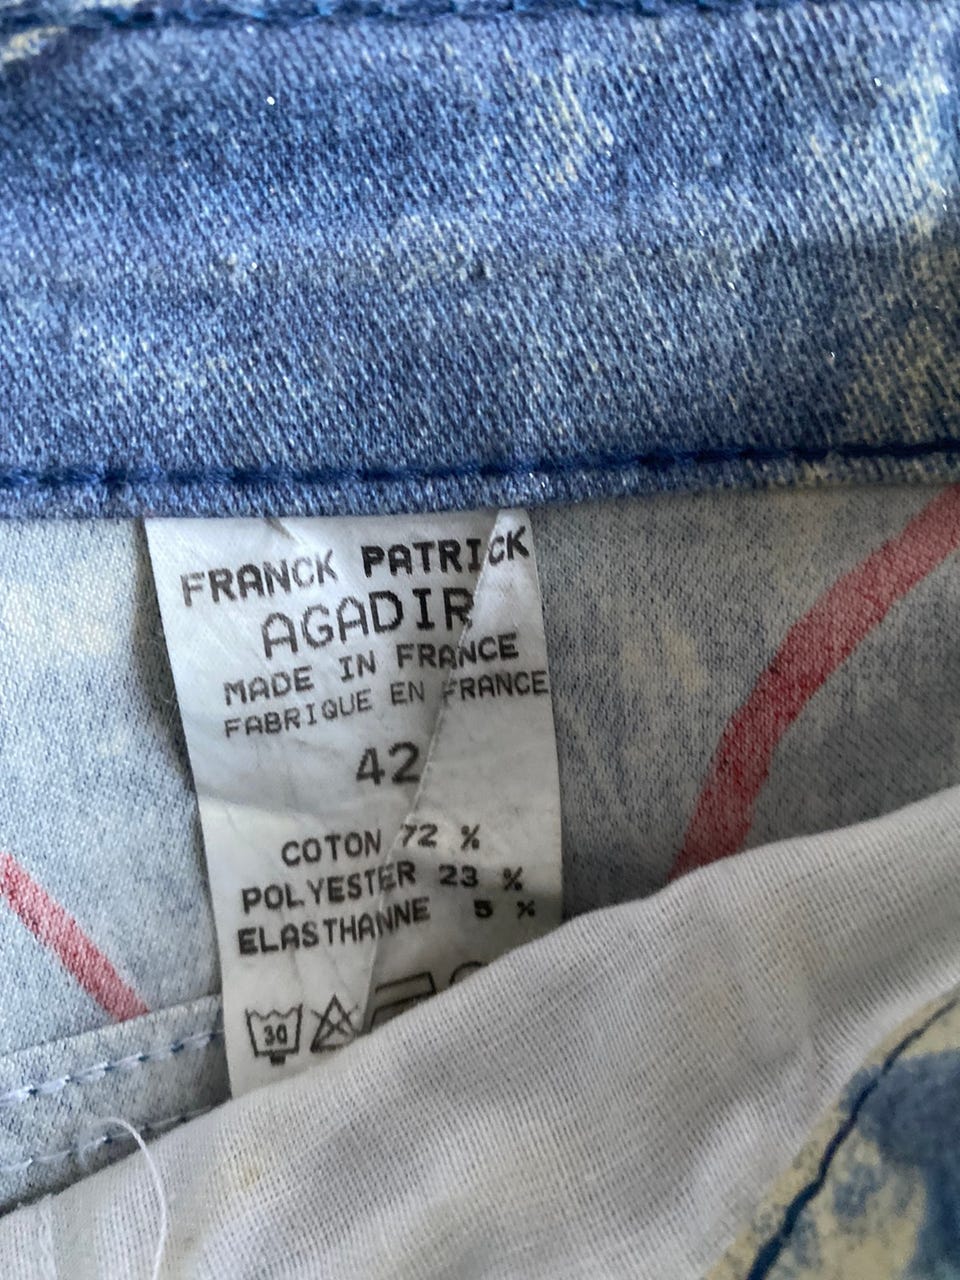 FRANCK PATRICK
AGADIR
MADE IN FRANCE
FABRIQUE EN FRANCE
42
COTON 72 %
POLYESTER 23 %
ELASTHANNE 5 %
30